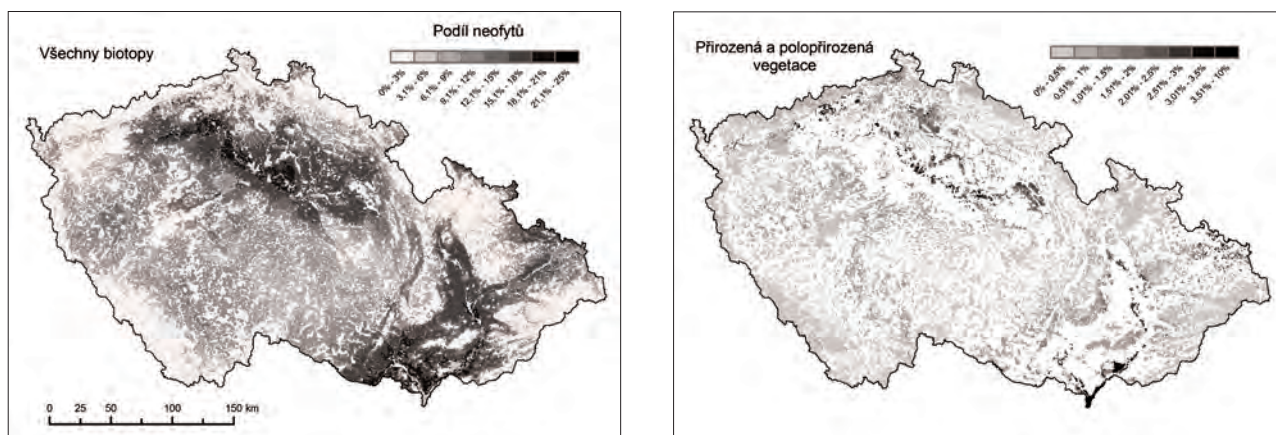 Všechny biotopy
Podíl neofytů
0%-3%
3,1% - 6%
6,1% - 9%
9,1% - 12%
12,1% - 15%
15,1% - 18%
18,1% - 21%
21,1% - 25%
0 25 50 100 150 km
Přirozená a polopřirozená
vegetace
0% - 0,5%
0,51% - 1%
1,01% - 1,5%
1,51% - 2%
2,01% - 2,5%
2,51% - 3%
3,01% - 3,5%
3,51% - 10%